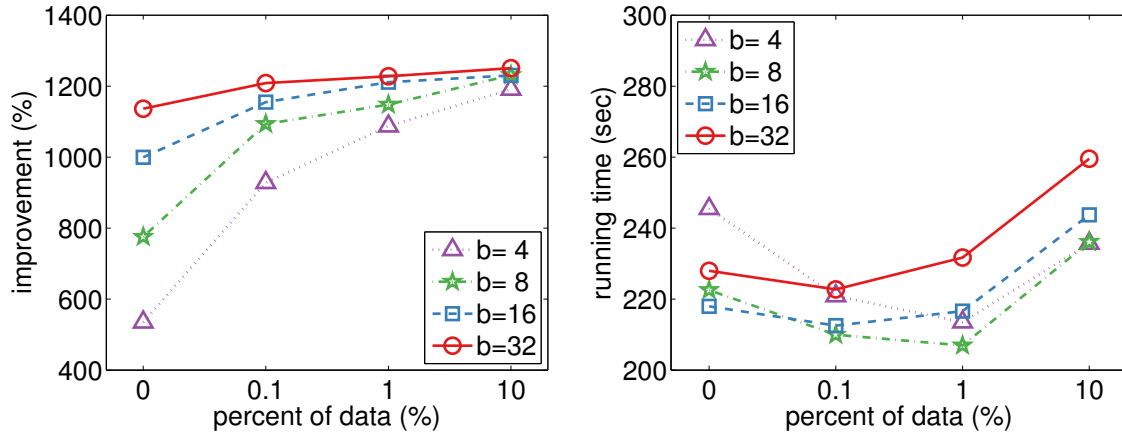 1400
1200
1000
800
600
400
improvement (%)
0
0.1
1
10
percent of data (%)
b= 4
b= 8
b=16
b=32
300
280
260
240
220
200
running time (sec)
0
0.1
1
10
percent of data (%)
b= 4
b= 8
b=16
b=32